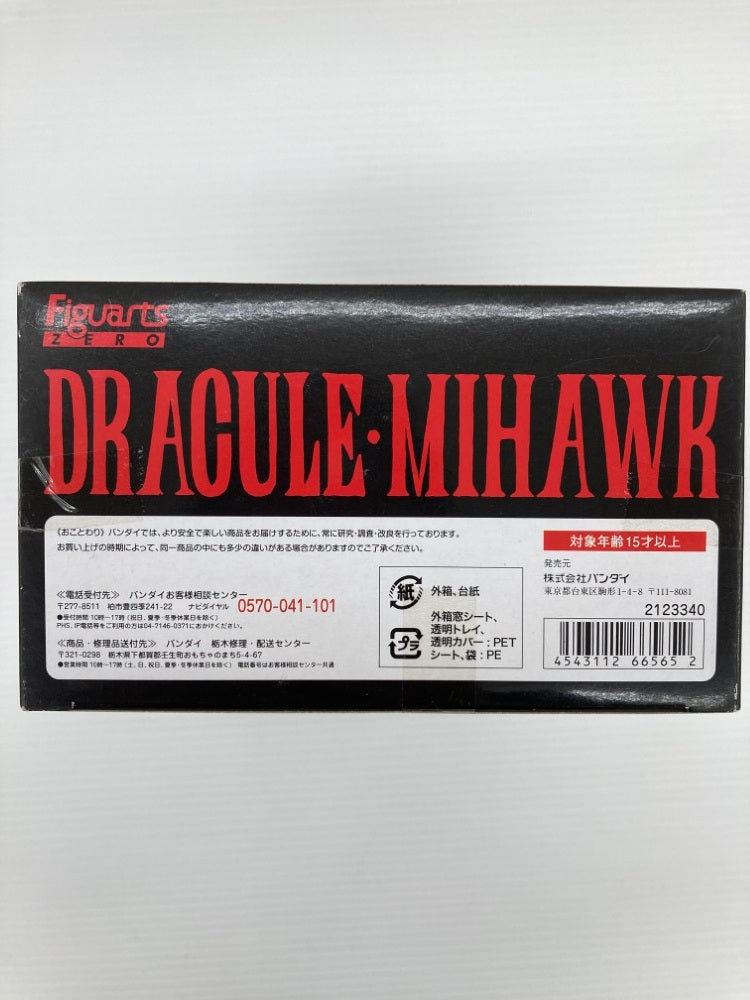 Figuarts
ZERO
DRACULE・MIHAWK
《おことわり》バンダイでは、より安全で楽しい商品をお届けするために、常に研究・調査・改良を行っております。
お買い上げの時期によって、同一商品の中にも多少の違いがある場合がありますのでご了承ください。
≪電話受付先≫ バンダイお客様相談センター
〒277-8511 柏市豊四季241-22 ナビダイヤル 0570-041-101
●受付時間 10時〜17時(祝日、夏季・冬季休業日を除く)
PHS、IP電話等をご利用の方は04-7146-0371におかけください。
≪商品・修理品送付先≫ バンダイ 栃木修理・配送センター
〒321-0298 栃木県下都賀郡壬生町おもちゃのまち5-4-67
●営業時間 10時〜17時(土、日、祝日、夏季・冬季休業日を除く) 電話番号はお客様相談センター共通
紙 外箱、台紙
プラ 外箱窓シート、
透明トレイ、
透明カバー:PET
シート、袋:PE
対象年齢15才以上
発売元
株式会社バンダイ
東京都台東区駒形1-4-8 〒111-8081
2123340
4543112 66565 2